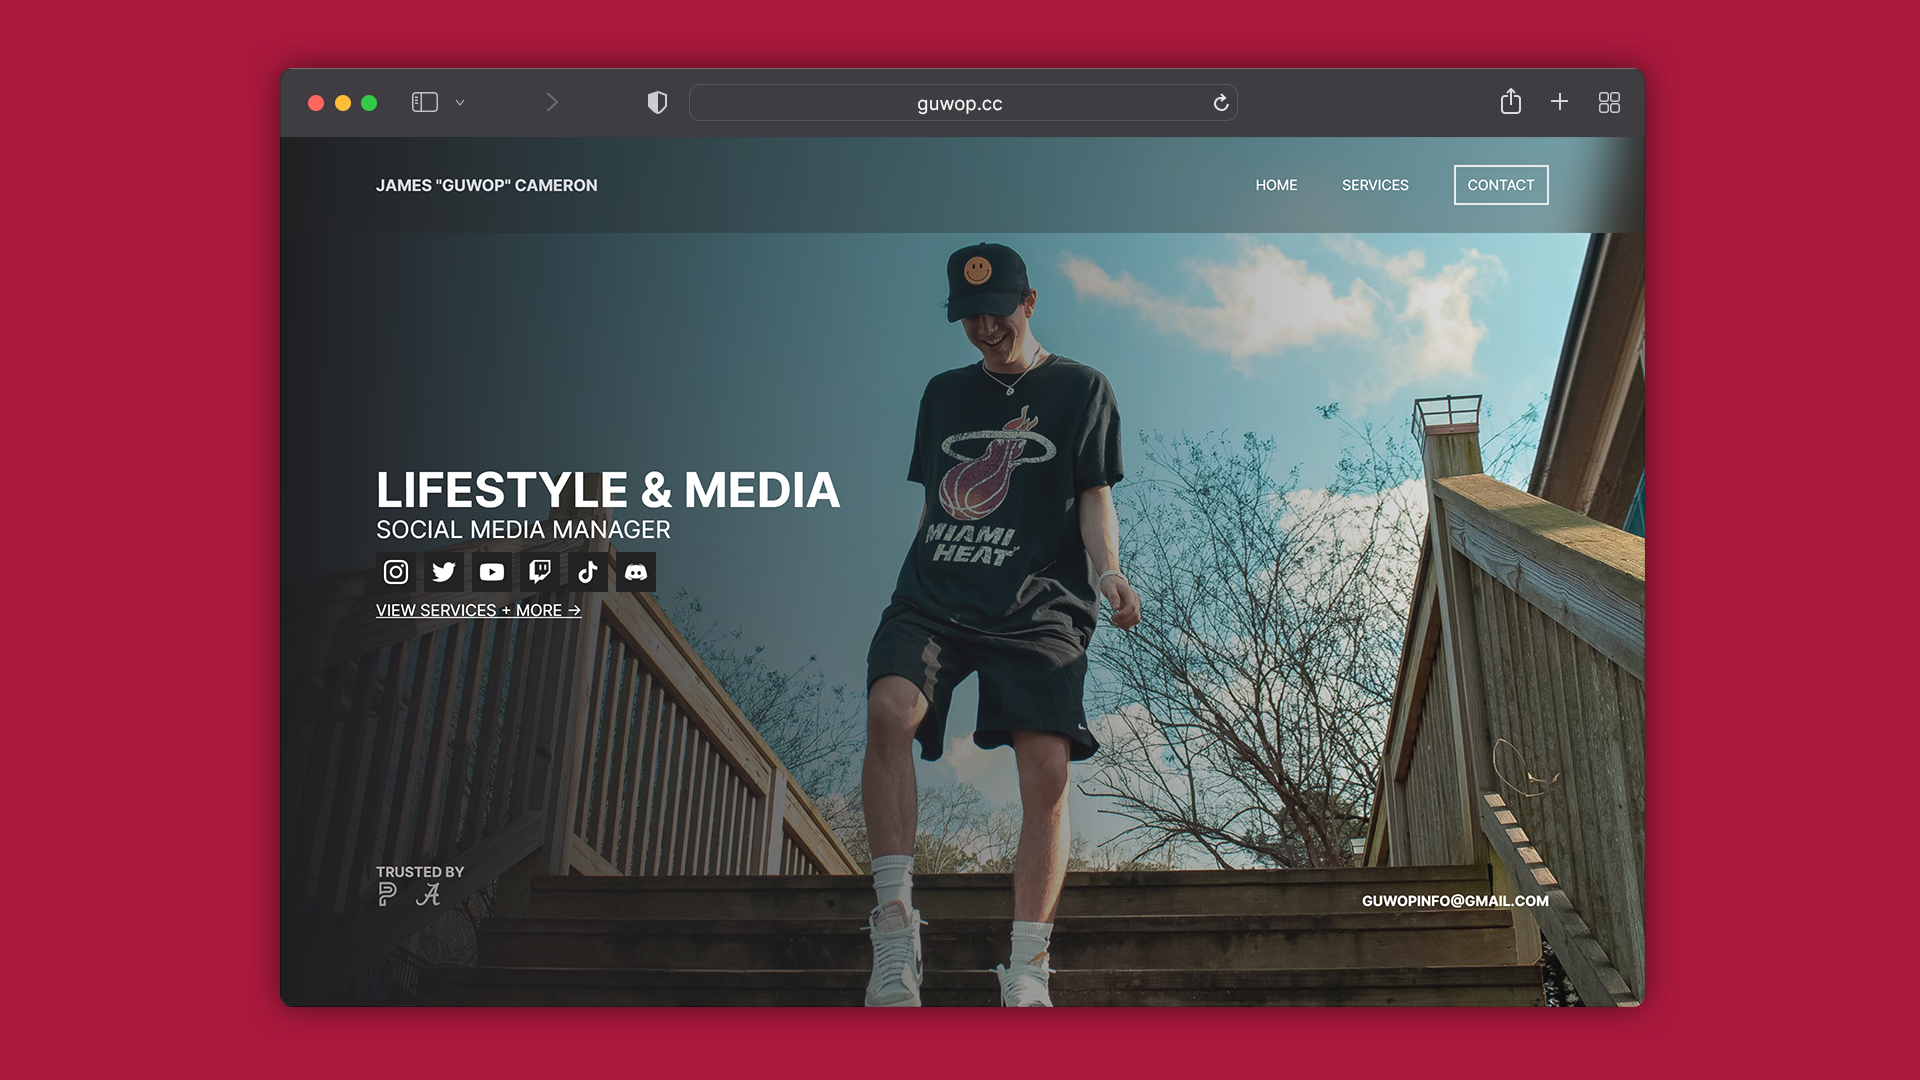 guwop.cc
JAMES "GUWOP" CAMERON
HOME
SERVICES
CONTACT
MIAMI
HEAT
LIFESTYLE & MEDIA
SOCIAL MEDIA MANAGER
VIEW SERVICES + MORE →
TRUSTED BY
P A
GUWOPINFO@GMAIL.COM